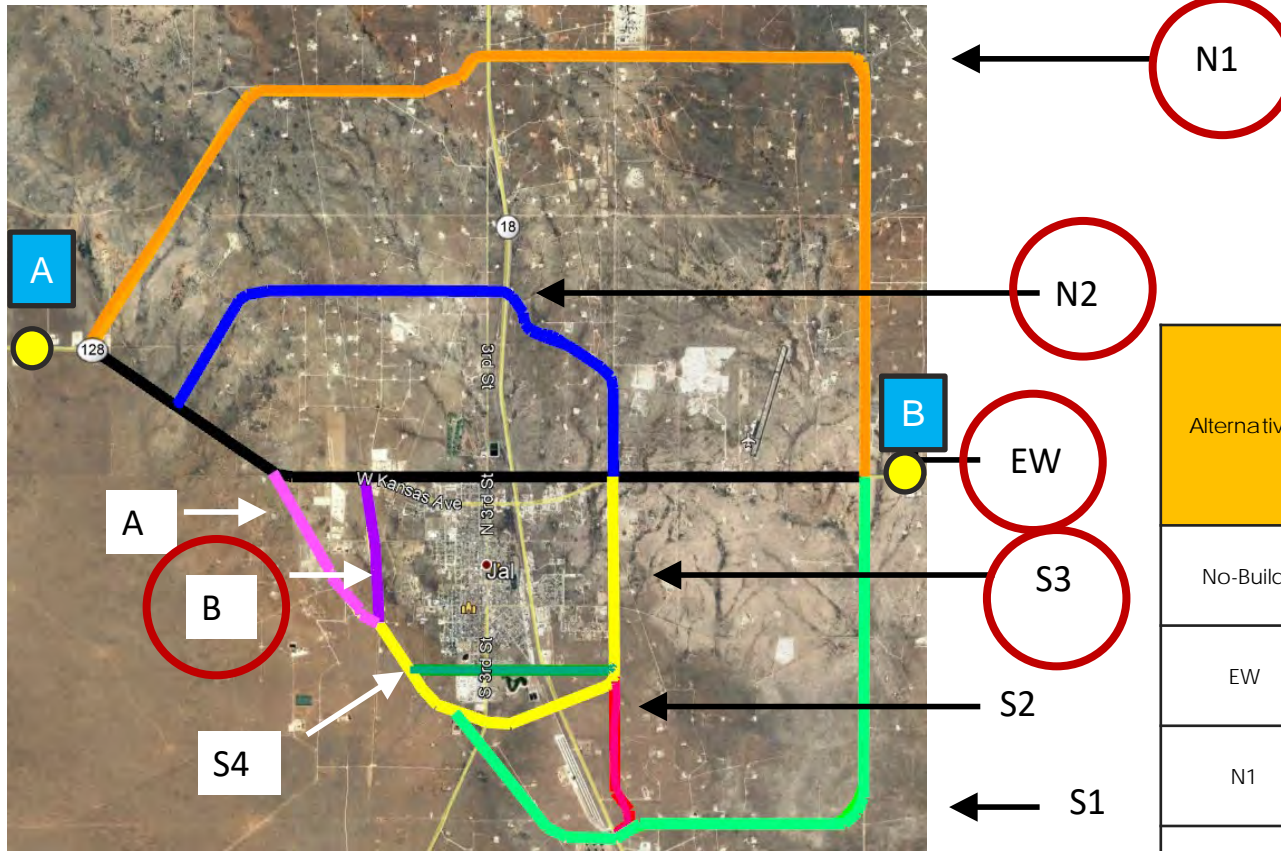 N1
18
A
N2
3rd St
128
B
EW
Alternativ
W Kansas Ave
N 3rd St
A
Jal
S3
B
No-Build
S 3rd St
EW
S2
S4
N1
S1